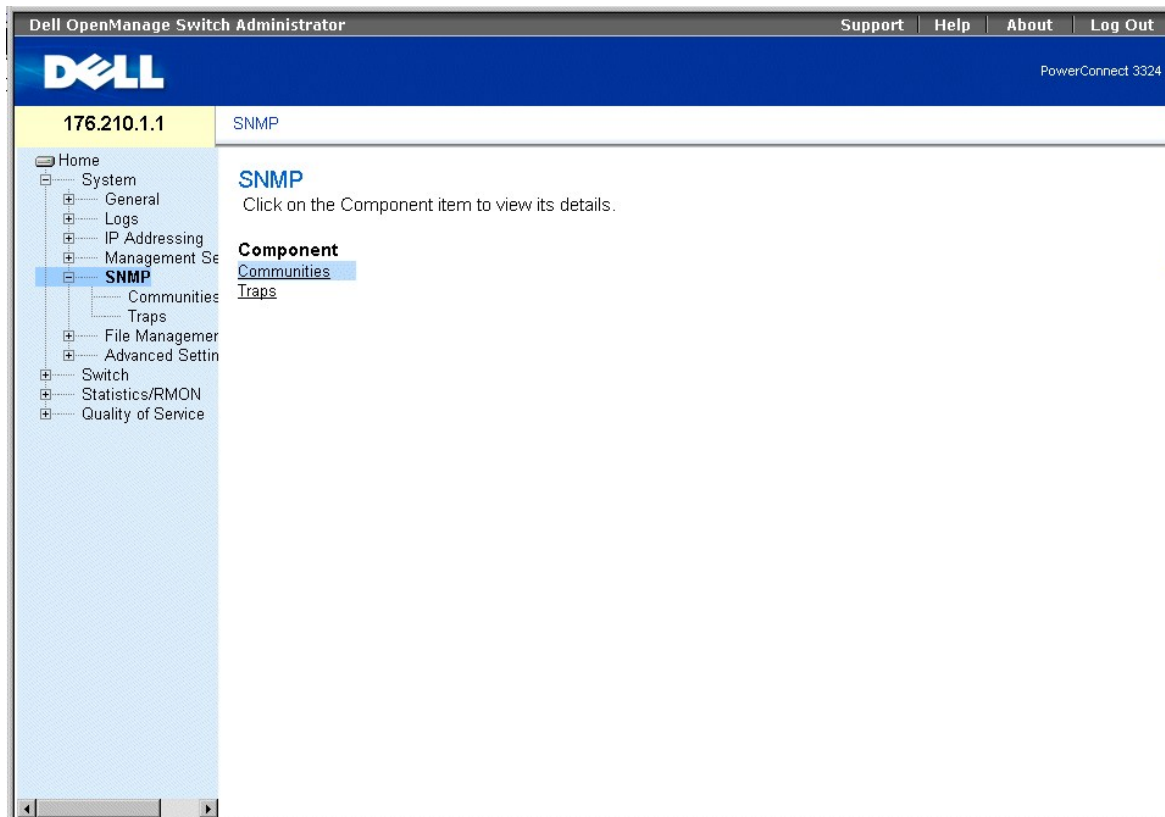 Dell OpenManage Switch Administrator
Support | Help | About | Log Out
DELL
PowerConnect 3324
176.210.1.1
SNMP
Home
System
General
Logs
IP Addressing
Management Se
SNMP
Communities
Traps
File Managemer
Advanced Settin
Switch
Statistics/RMON
Quality of Service
SNMP
Click on the Component item to view its details.
Component
Communities
Traps